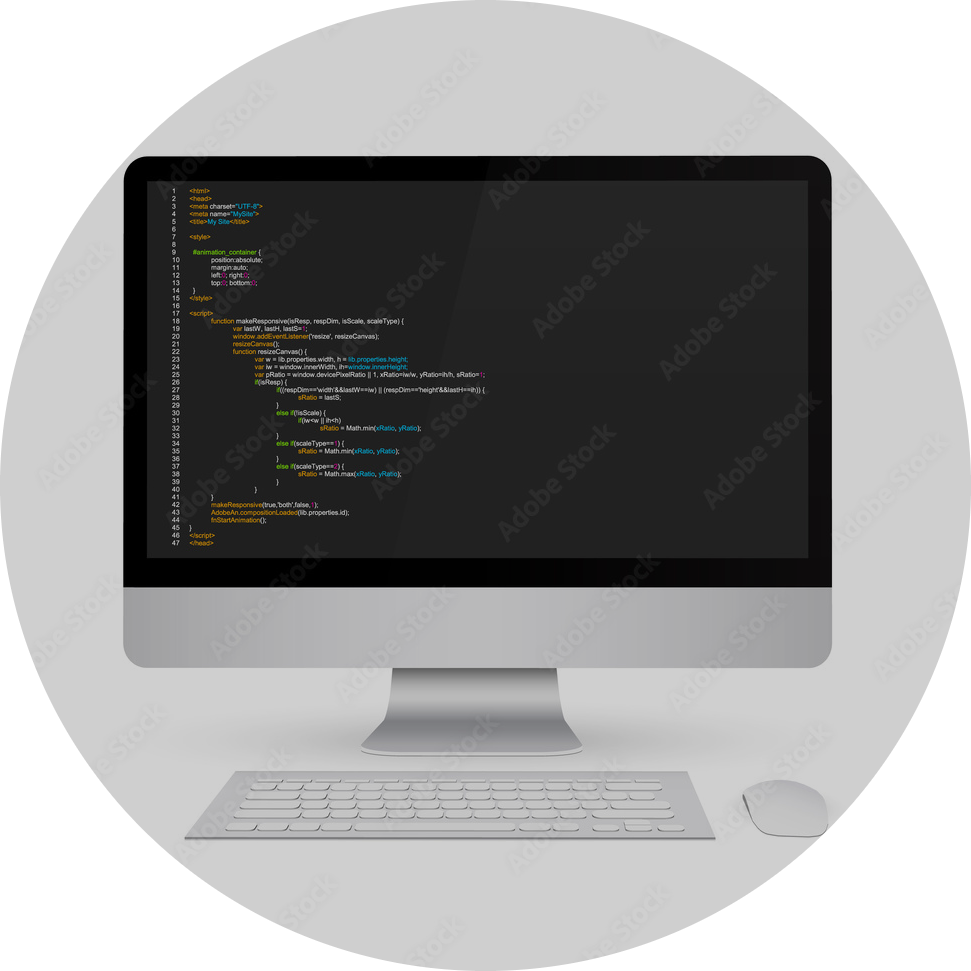 1 <html>
2 <head>
3 <meta charset="UTF-8">
4 <meta name="MySite">
5 <title>My Site</title>
6
7 <style>
8
9 #animation_container {
10 position:absolute;
11 margin:auto;
12 left:0; right:0;
13 top:0; bottom:0;
14 }
15 </style>
16
17 <script>
18 function makeResponsive(isResp, respDim, isScale, scaleType) {
19 var lastW, lastH, lastS=1;
20 window.addEventListener('resize', resizeCanvas);
21 resizeCanvas();
22 function resizeCanvas() {
23 var w = lib.properties.width, h = lib.properties.height;
24 var iw = window.innerWidth, ih=window.innerHeight;
25 var pRatio = window.devicePixelRatio || 1, xRatio=iw/w, yRatio=ih/h, sRatio=1;
26 if(isResp) {
27 if((respDim=='width'&&lastW==iw) || (respDim=='height'&&lastH==ih)) {
28 sRatio = lastS;
29 }
30 else if(!isScale) {
31 if(iw<w || ih<h)
32 sRatio = Math.min(xRatio, yRatio);
33 }
34 else if(scaleType==1) {
35 sRatio = Math.min(xRatio, yRatio);
36 }
37 else if(scaleType==2) {
38 sRatio = Math.max(xRatio, yRatio);
39 }
40 }
41 }
42 makeResponsive(true,'both',false,1);
43 AdobeAn.compositionLoaded(lib.properties.id);
44 fnStartAnimation();
45 }
46 </script>
47 </head>
Adobe Stock